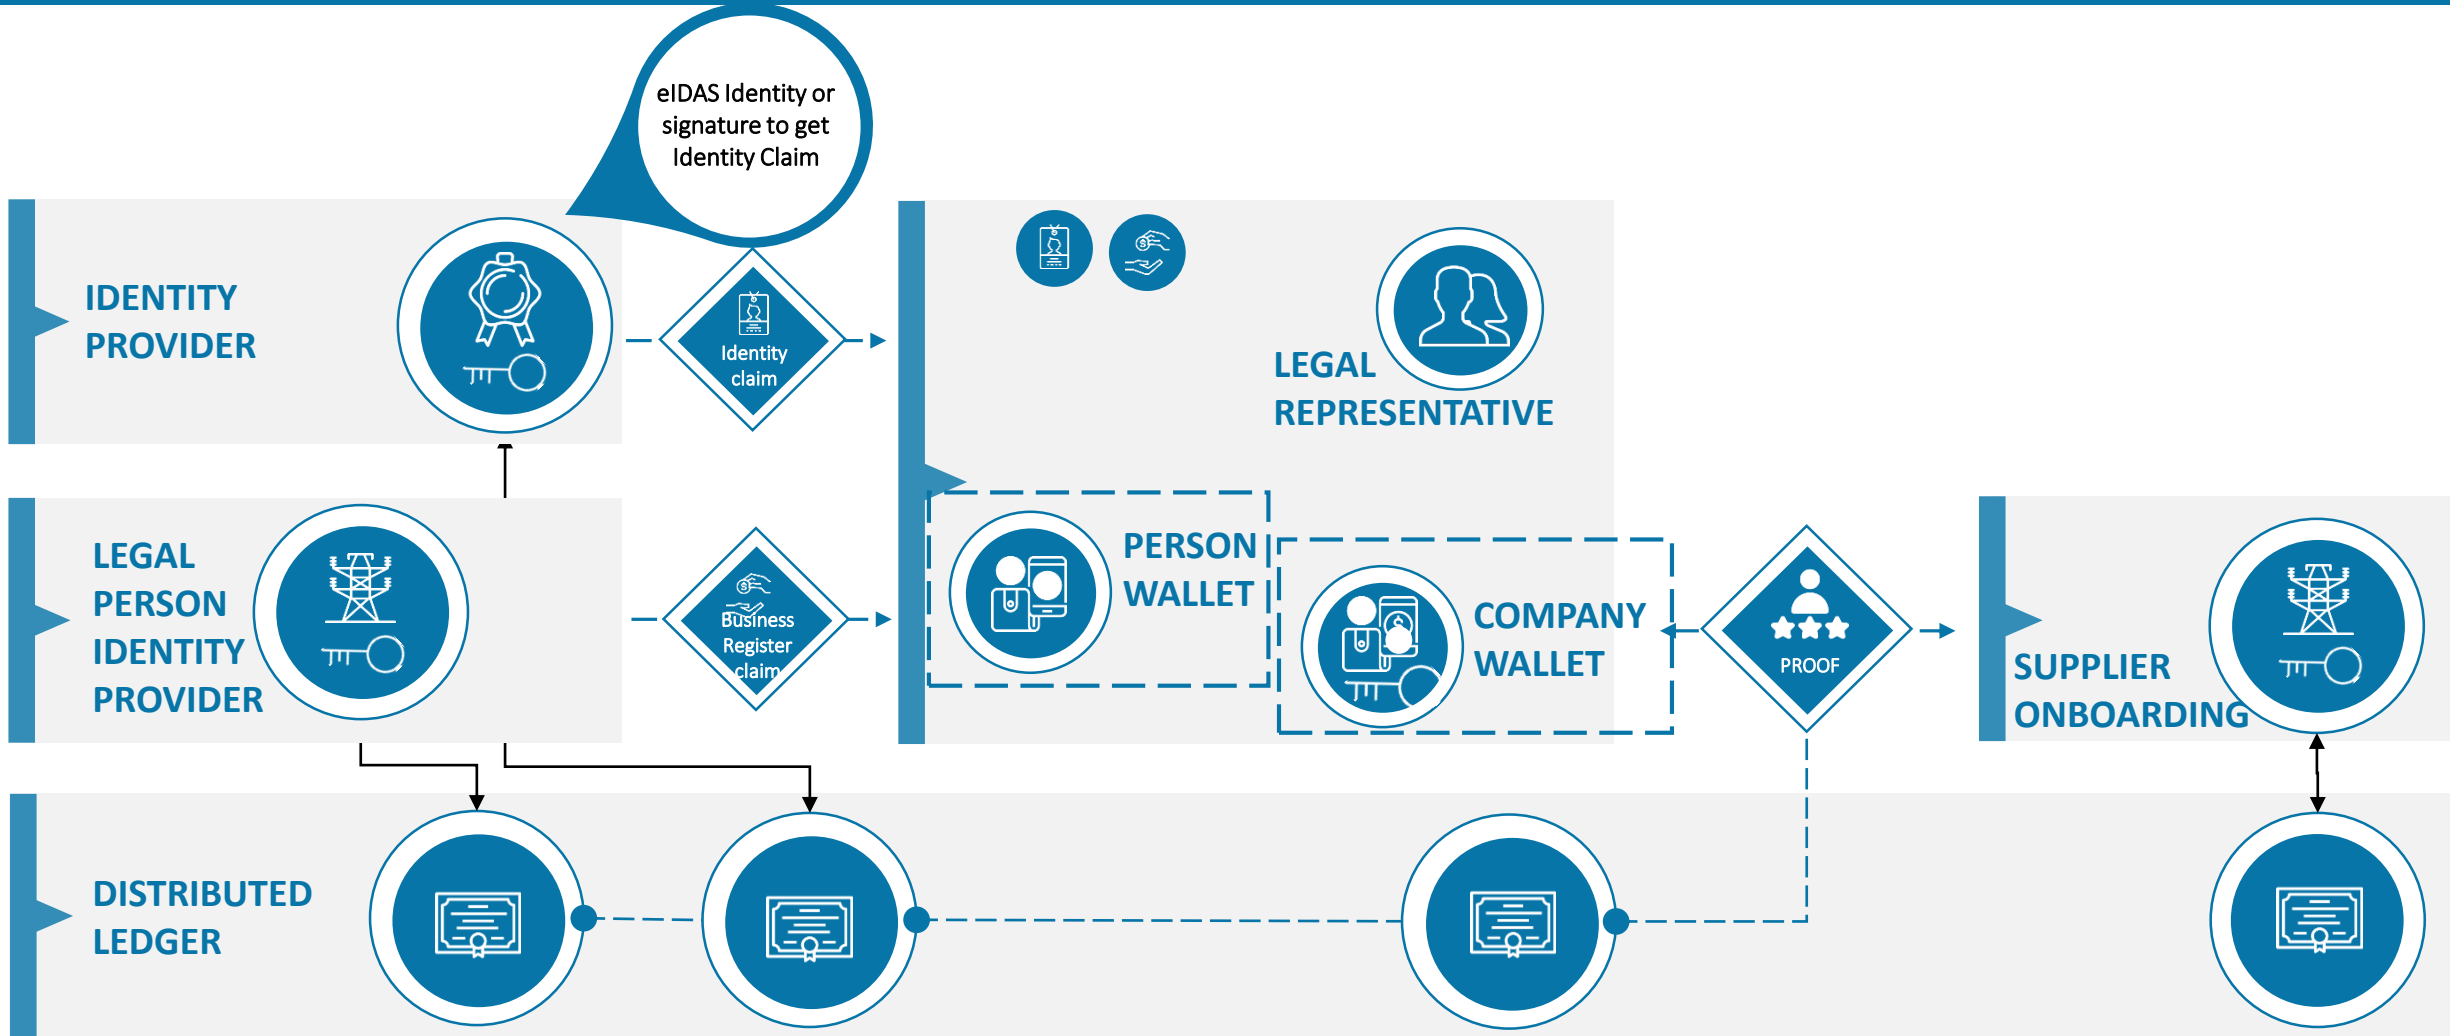 eIDAS Identity or
signature to get
Identity Claim
IDENTITY
PROVIDER
Identity
claim
LEGAL
REPRESENTATIVE
LEGAL
PERSON
IDENTITY
PROVIDER
Business
Register
claim
PERSON
WALLET
COMPANY
WALLET
PROOF
SUPPLIER
ONBOARDING
DISTRIBUTED
LEDGER